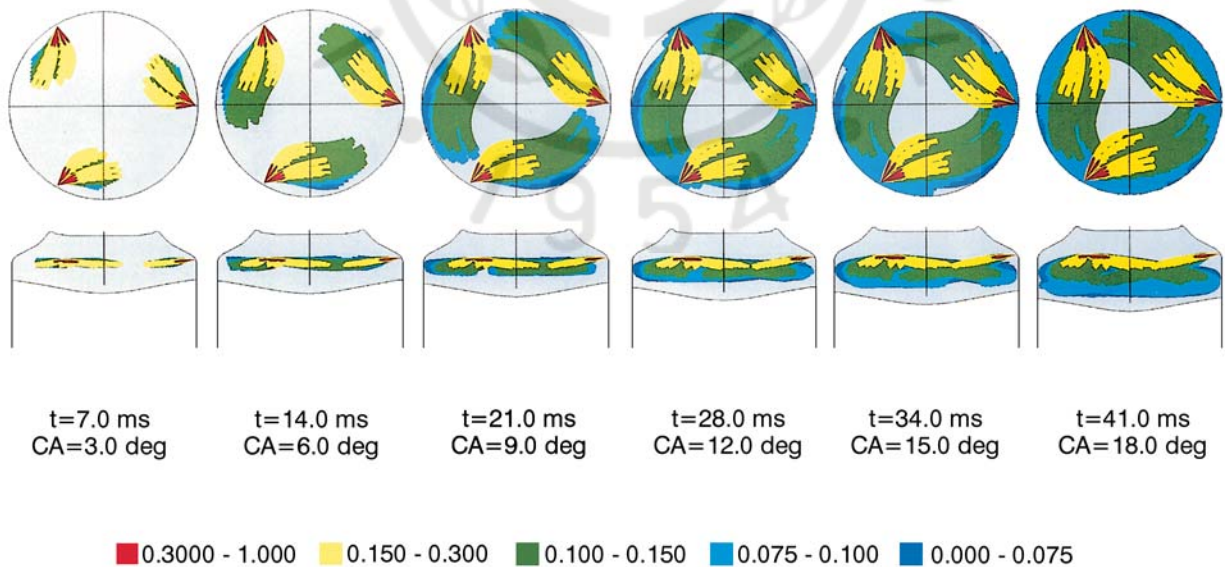 1954
t=7.0 ms
CA=3.0 deg
t=14.0 ms
CA=6.0 deg
t=21.0 ms
CA=9.0 deg
t=28.0 ms
CA=12.0 deg
t=34.0 ms
CA=15.0 deg
t=41.0 ms
CA=18.0 deg
0.3000 - 1.000
0.150 - 0.300
0.100 - 0.150
0.075 - 0.100
0.000 - 0.075